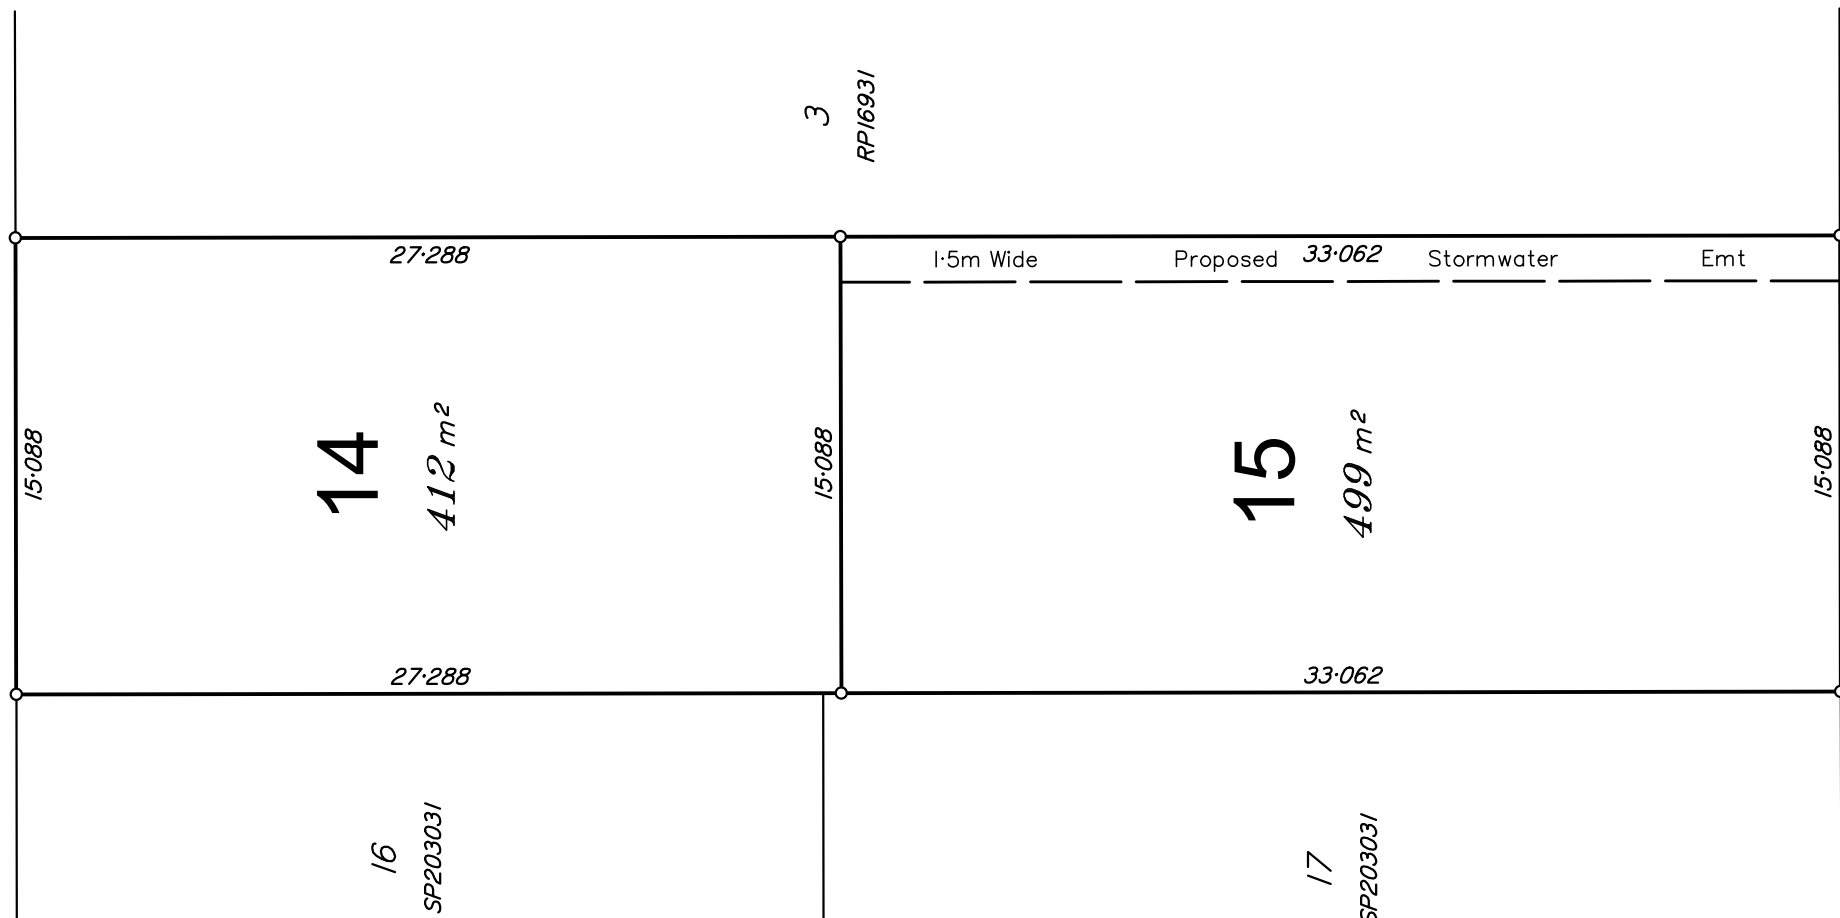 3
RP16931
27·288
1·5m Wide Proposed 33·062 Stormwater Emt
15·088
14
412 m²
15·088
15
499 m²
15·088
27·288
33·062
16
SP203031
17
SP203031